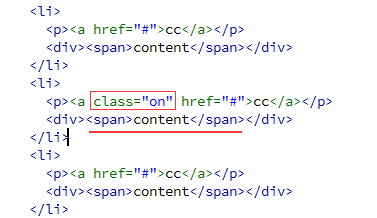 <li>
<p><a href="#">cc</a></p>
<div><span>content</span></div>
</li>
<li>
<p><a class="on" href="#">cc</a></p>
<div><span>content</span></div>
</li>
<li>
<p><a href="#">cc</a></p>
<div><span>content</span></div>
</li>